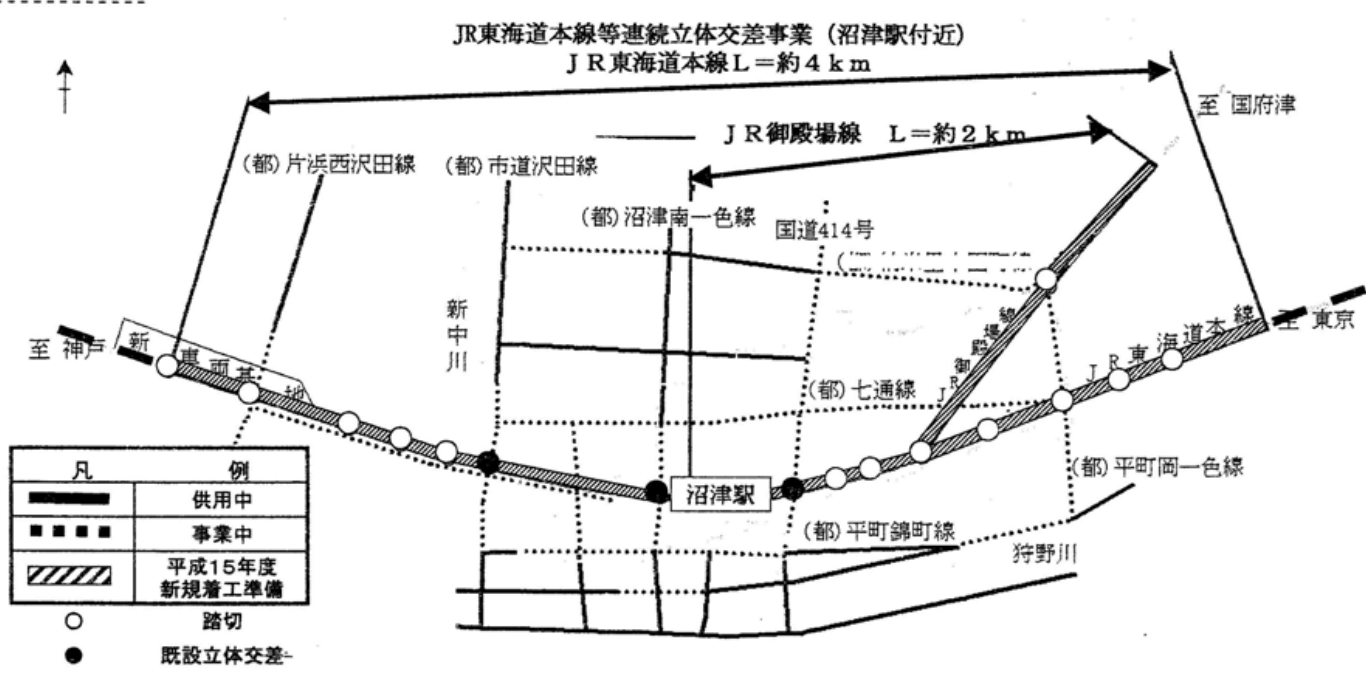 JR東海道本線等連続立体交差事業（沼津駅付近）
ＪＲ東海道本線Ｌ＝約４ｋｍ
至 国府津
ＪＲ御殿場線　Ｌ＝約２ｋｍ
(都)片浜西沢田線
(都)市道沢田線
(都)沼津南一色線
国道414号
新中川
至 神戸
新車両基地
JR御殿場線
JR東海道本線
至 東京
(都)七通線
沼津駅
(都)平町岡一色線
(都)平町錦町線
狩野川
凡　例
供用中
事業中
平成15年度
新規着工準備
踏切
既設立体交差